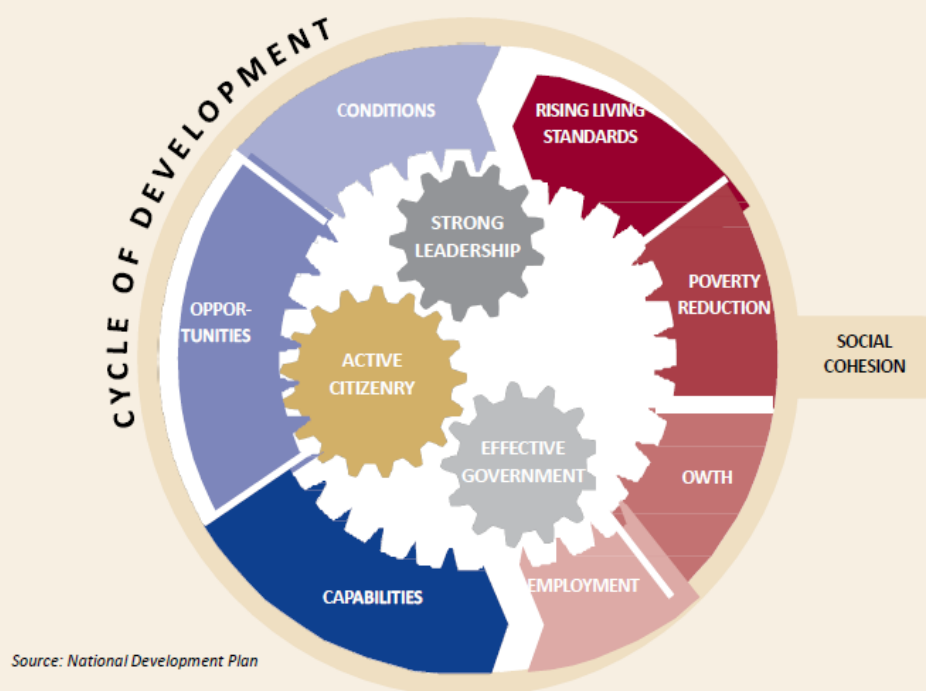 CYCLE OF DEVELOPMENT
CONDITIONS
RISING LIVING
STANDARDS
STRONG
LEADERSHIP
POVERTY
REDUCTION
OPPOR-
TUNITIES
SOCIAL
COHESION
ACTIVE
CITIZENRY
EFFECTIVE
GOVERNMENT
OWTH
EMPLOYMENT
CAPABILITIES
Source: National Development Plan